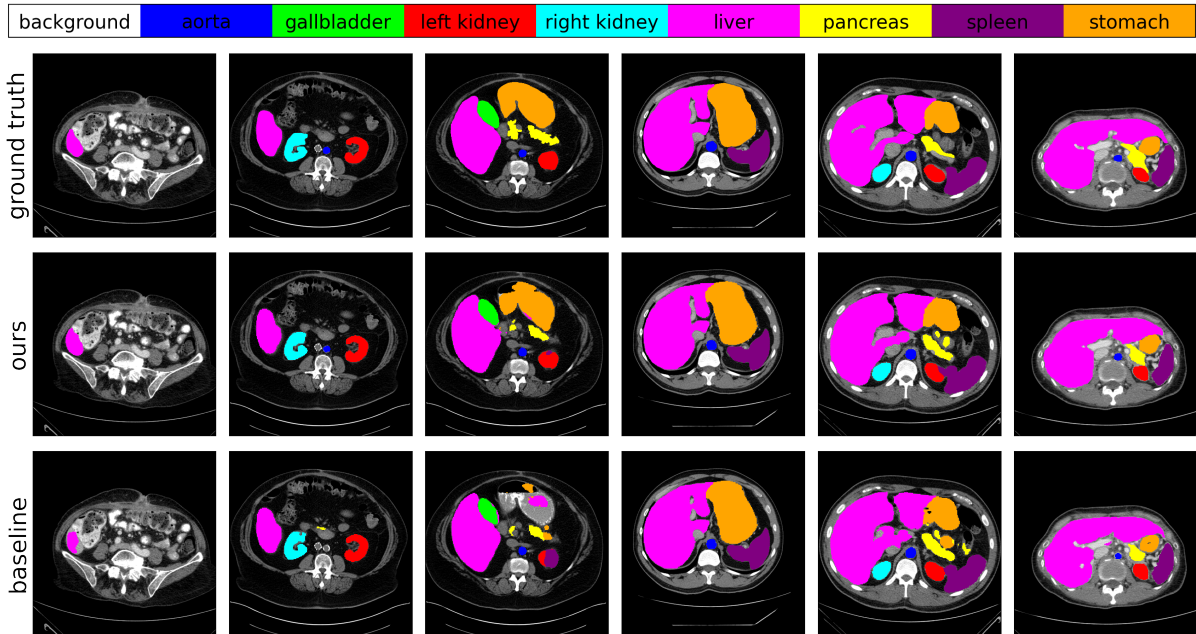 background aorta gallbladder left kidney right kidney liver pancreas spleen stomach
ground truth
ours
baseline